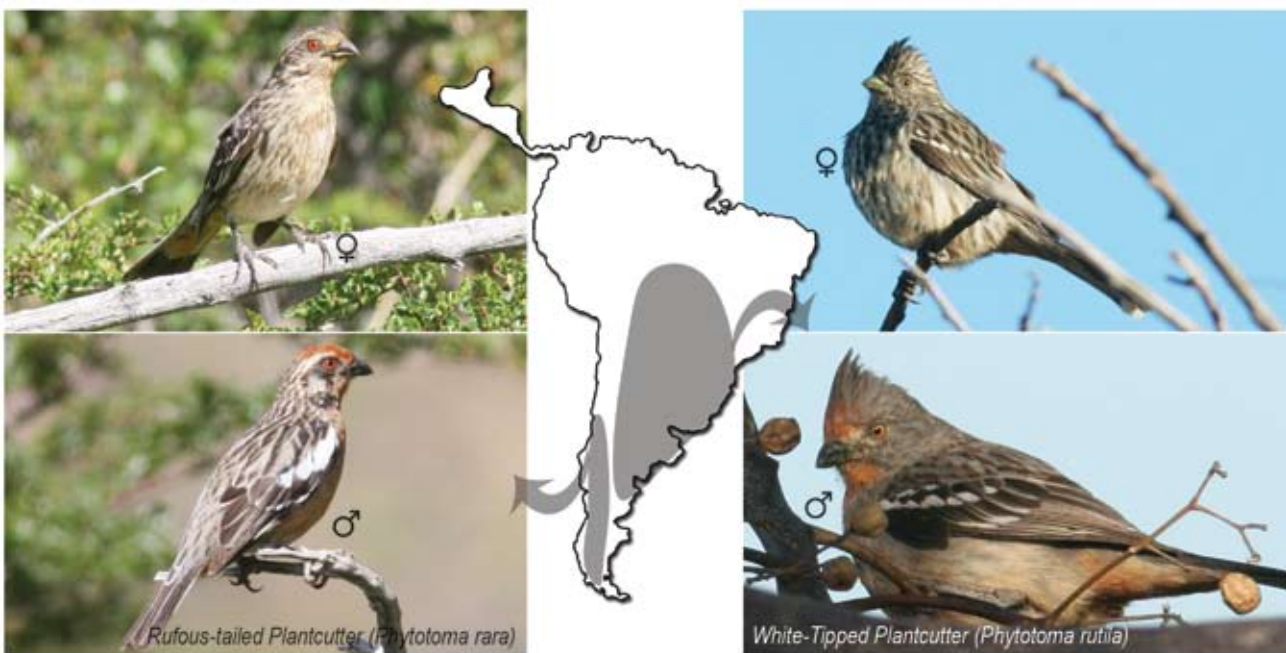 ♀
♀
♂
♂
Rufous-tailed Plantcutter (Phytotoma rara)
White-Tipped Plantcutter (Phytotoma rutila)